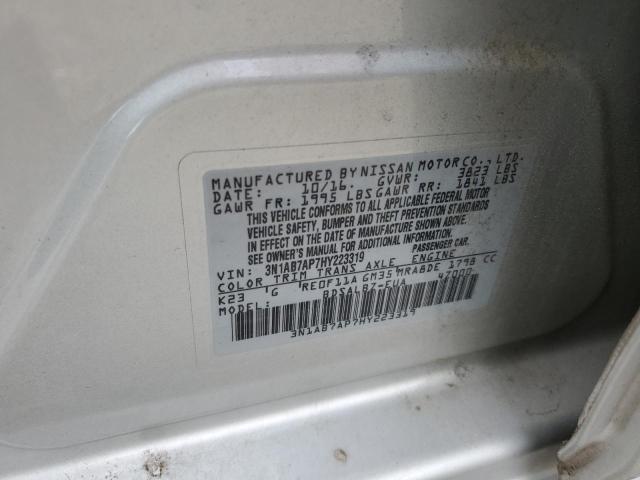 MANUFACTURED BY NISSAN MOTOR CO., LTD.
DATE: 10/16. GVWR: 3823 LBS
GAWR FR: 1995 LBS GAWR RR: 1841 LBS
THIS VEHICLE CONFORMS TO ALL APPLICABLE FEDERAL MOTOR
VEHICLE SAFETY, BUMPER AND THEFT PREVENTION STANDARDS
IN EFFECT ON THE DATE OF MANUFACTURE SHOWN ABOVE.
SEE OWNER'S MANUAL FOR ADDITIONAL INFORMATION
VIN: 3N1AB7AP7HY223319 PASSENGER CAR.
COLOR TRIM TRANS AXLE ENGINE
K23 G RE0F11A GM35 MRA8DE 1798 CC
MODEL: BDSALB7-EUA 47000
3N1AB7AP7HY223319